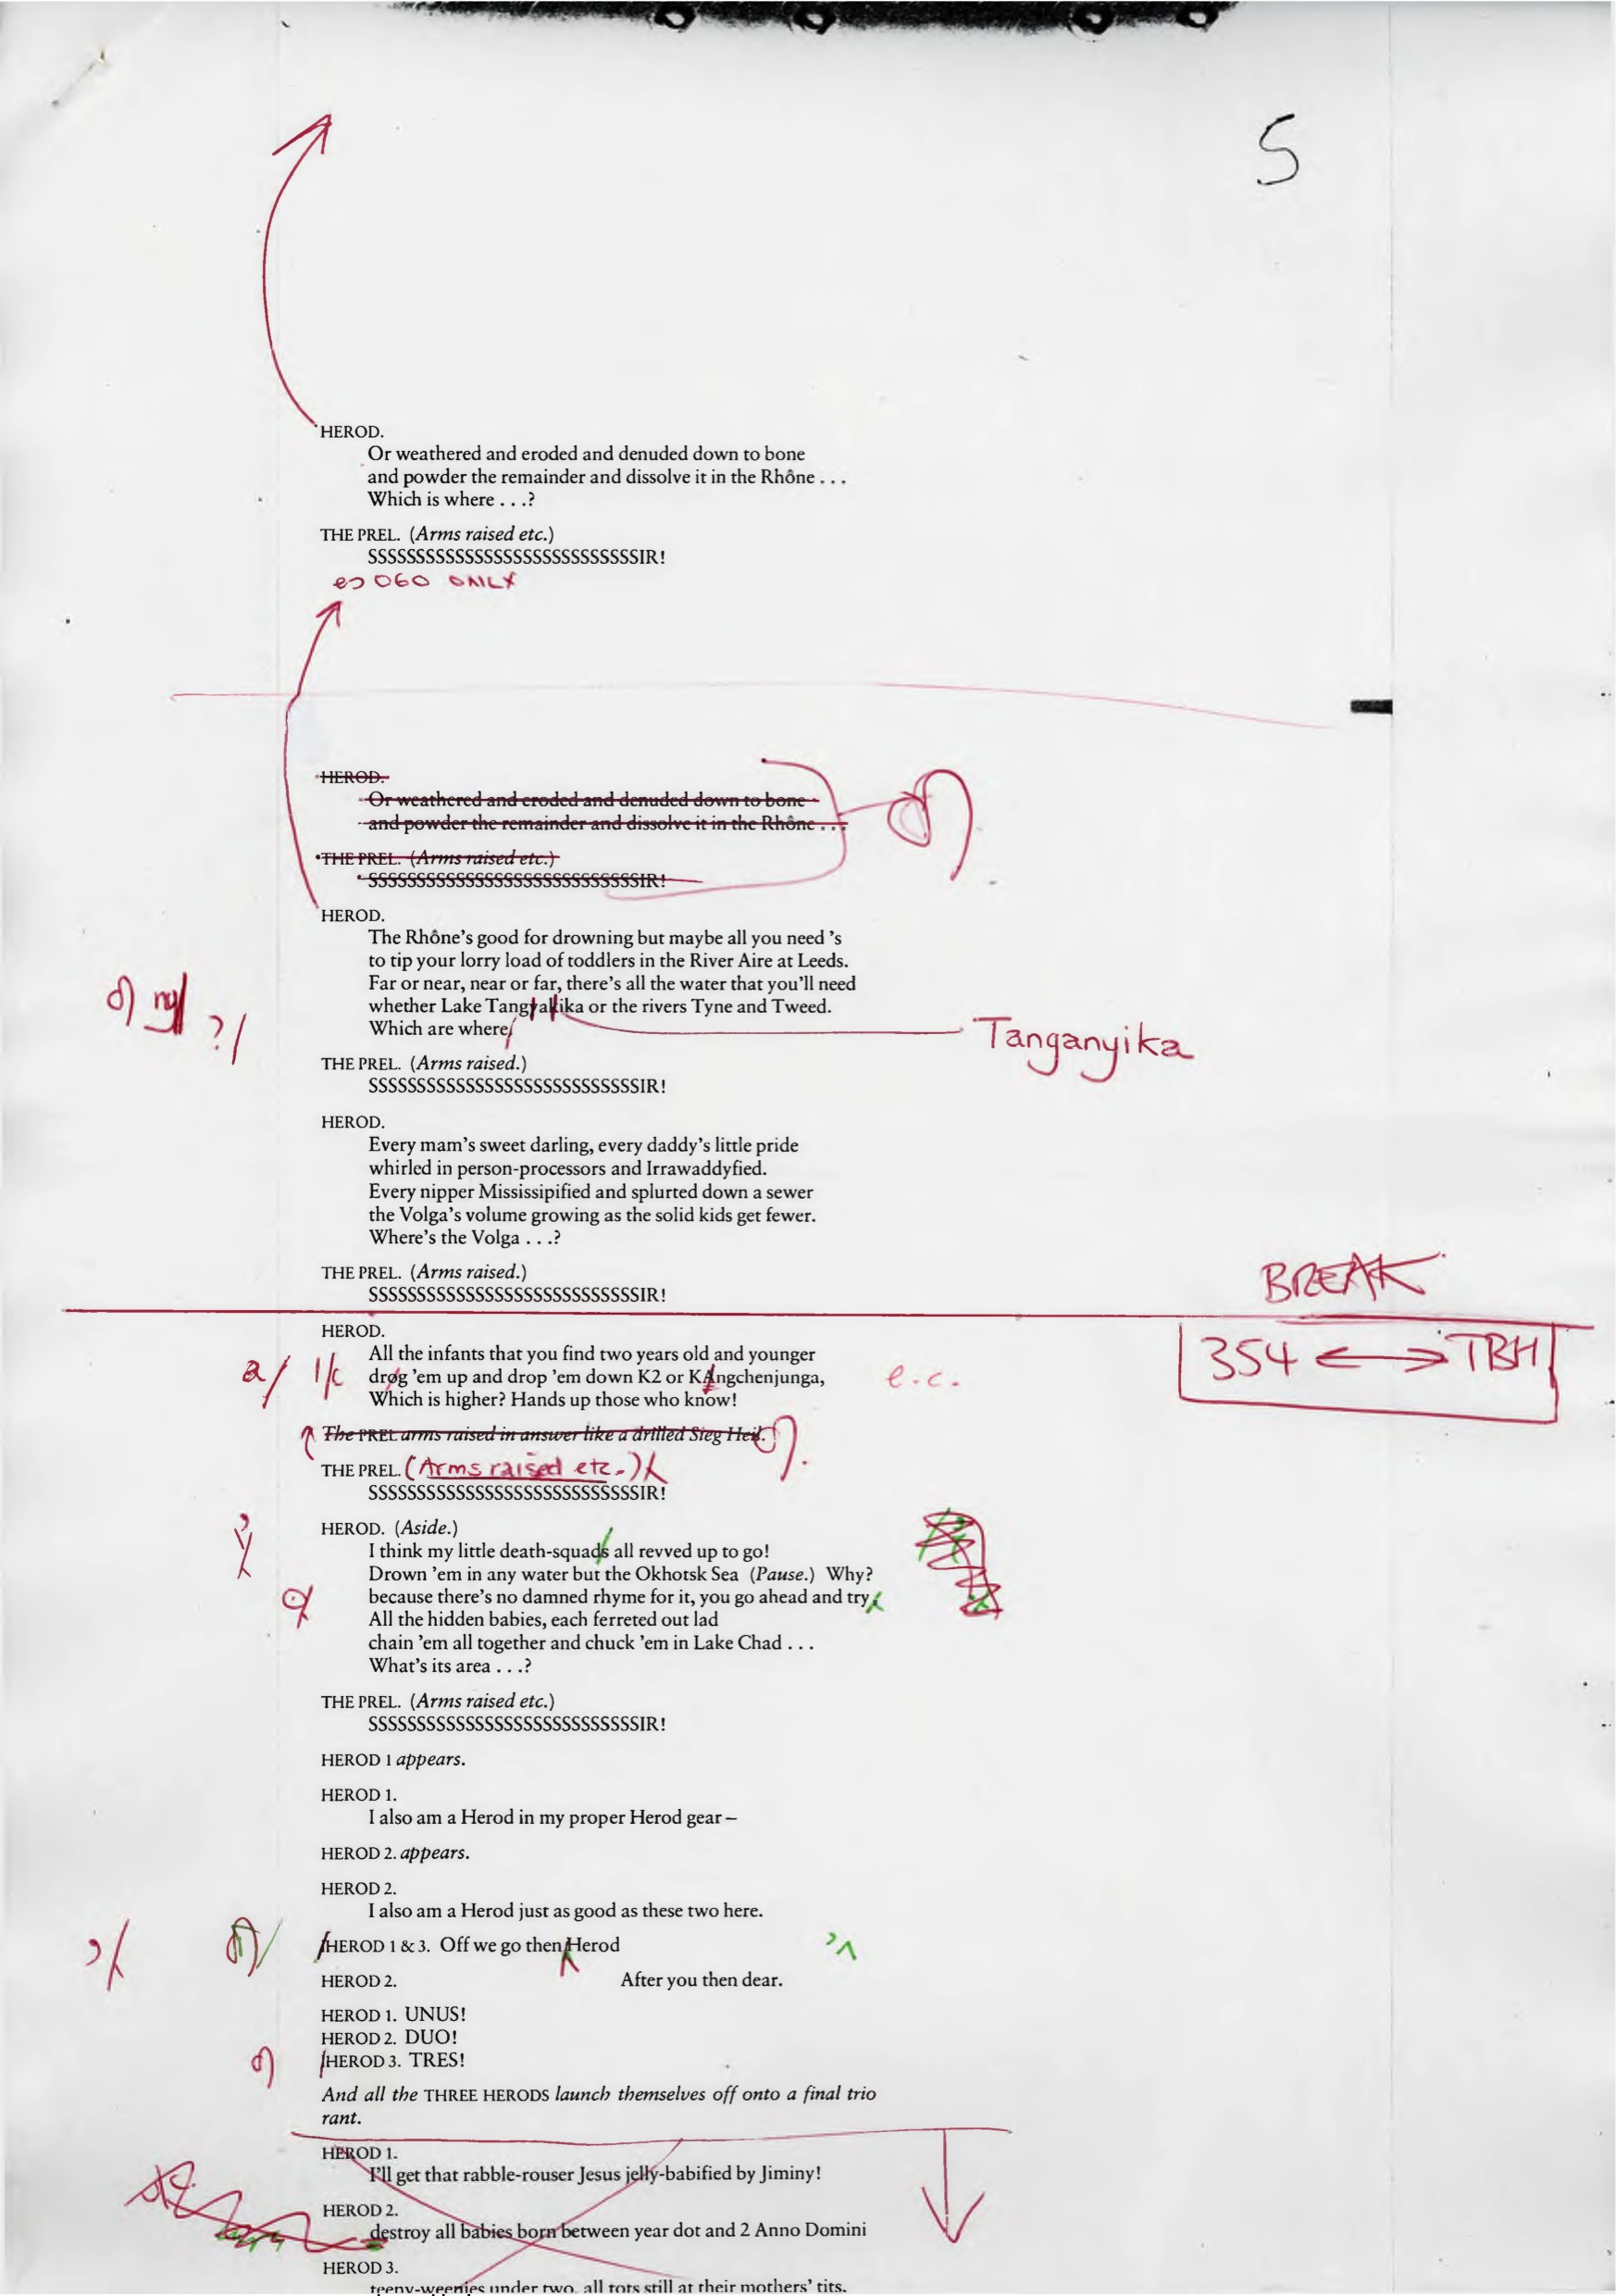 5
HEROD.
Or weathered and eroded and denuded down to bone
and powder the remainder and dissolve it in the Rhône . . .
Which is where . . .?
THE PREL. (Arms raised etc.)
SSSSSSSSSSSSSSSSSSSSSSSSSSSSIR!
060 ONLY
HEROD.
Or weathered and eroded and denuded down to bone
and powder the remainder and dissolve it in the Rhône . . .
THE PREL. (Arms raised etc.)
SSSSSSSSSSSSSSSSSSSSSSSSSSSSIR!
HEROD.
The Rhône's good for drowning but maybe all you need 's
to tip your lorry load of toddlers in the River Aire at Leeds.
Far or near, near or far, there's all the water that you'll need
ny/ whether Lake Tangyakika or the rivers Tyne and Tweed.
?/ Which are where, Tanganyika
THE PREL. (Arms raised.)
SSSSSSSSSSSSSSSSSSSSSSSSSSSSIR!
HEROD.
Every mam's sweet darling, every daddy's little pride
whirled in person-processors and Irrawaddyfied.
Every nipper Mississipified and splurted down a sewer
the Volga's volume growing as the solid kids get fewer.
Where's the Volga . . .?
THE PREL. (Arms raised.)
SSSSSSSSSSSSSSSSSSSSSSSSSSSSIR!
BREAK
354 ↔ TBH
HEROD.
All the infants that you find two years old and younger
a/ l/c drog 'em up and drop 'em down K2 or KAngchenjunga, e.c.
Which is higher? Hands up those who know!
The PREL arms raised in answer like a drilled Sieg Heil.
THE PREL. (Arms raised etc.)
SSSSSSSSSSSSSSSSSSSSSSSSSSSSIR!
HEROD. (Aside.)
I think my little death-squads all revved up to go!
Drown 'em in any water but the Okhotsk Sea (Pause.) Why?
because there's no damned rhyme for it, you go ahead and try,
All the hidden babies, each ferreted out lad
chain 'em all together and chuck 'em in Lake Chad . . .
What's its area . . .?
THE PREL. (Arms raised etc.)
SSSSSSSSSSSSSSSSSSSSSSSSSSSSIR!
HEROD 1 appears.
HEROD 1.
I also am a Herod in my proper Herod gear –
HEROD 2. appears.
HEROD 2.
I also am a Herod just as good as these two here.
HEROD 1 & 3. Off we go then Herod
HEROD 2. After you then dear.
HEROD 1. UNUS!
HEROD 2. DUO!
HEROD 3. TRES!
And all the THREE HERODS launch themselves off onto a final trio
rant.
HEROD 1.
I'll get that rabble-rouser Jesus jelly-babified by Jiminy!
HEROD 2.
destroy all babies born between year dot and 2 Anno Domini
HEROD 3.
teeny-weenies under two, all tots still at their mothers' tits.